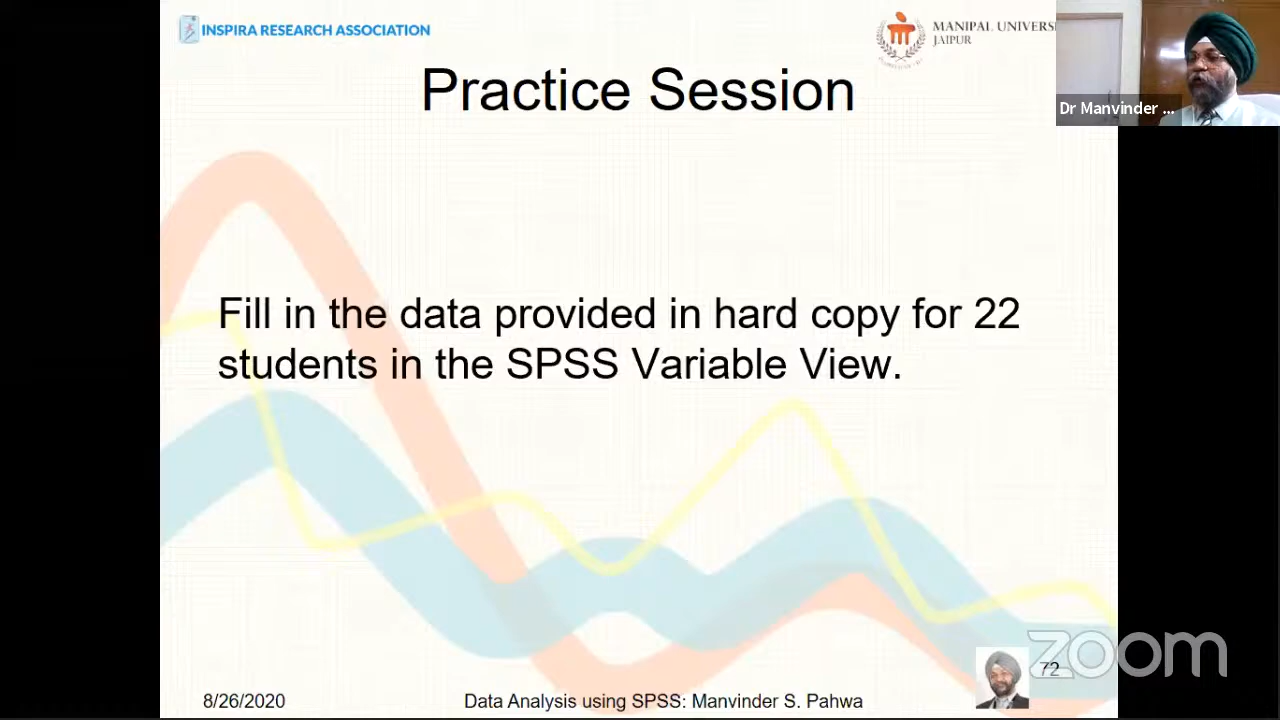 INSPIRA RESEARCH ASSOCIATION
MANIPAL UNIVERS
JAIPUR
Dr Manvinder ...
Practice Session
Fill in the data provided in hard copy for 22
students in the SPSS Variable View.
zoom
72
8/26/2020
Data Analysis using SPSS: Manvinder S. Pahwa